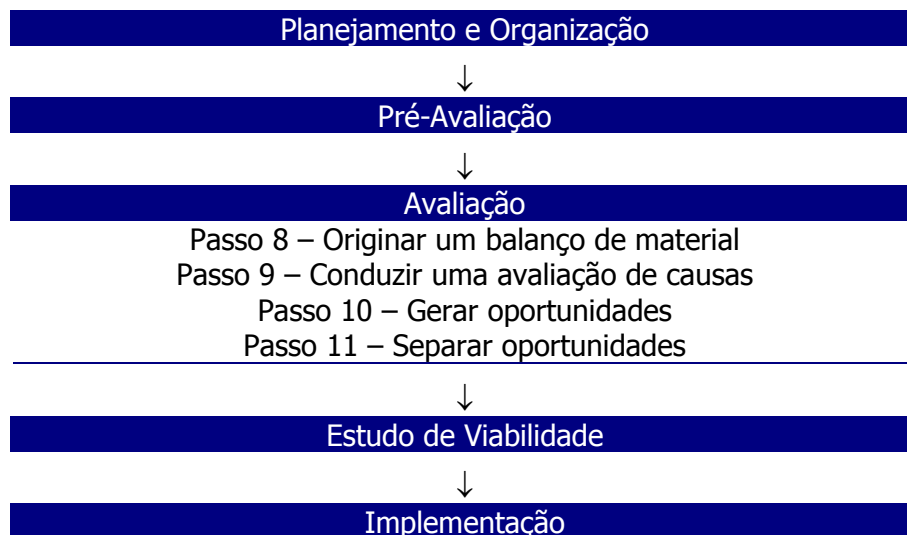 Planejamento e Organização
↓
Pré-Avaliação
↓
Avaliação
Passo 8 – Originar um balanço de material
Passo 9 – Conduzir uma avaliação de causas
Passo 10 – Gerar oportunidades
Passo 11 – Separar oportunidades
↓
Estudo de Viabilidade
↓
Implementação